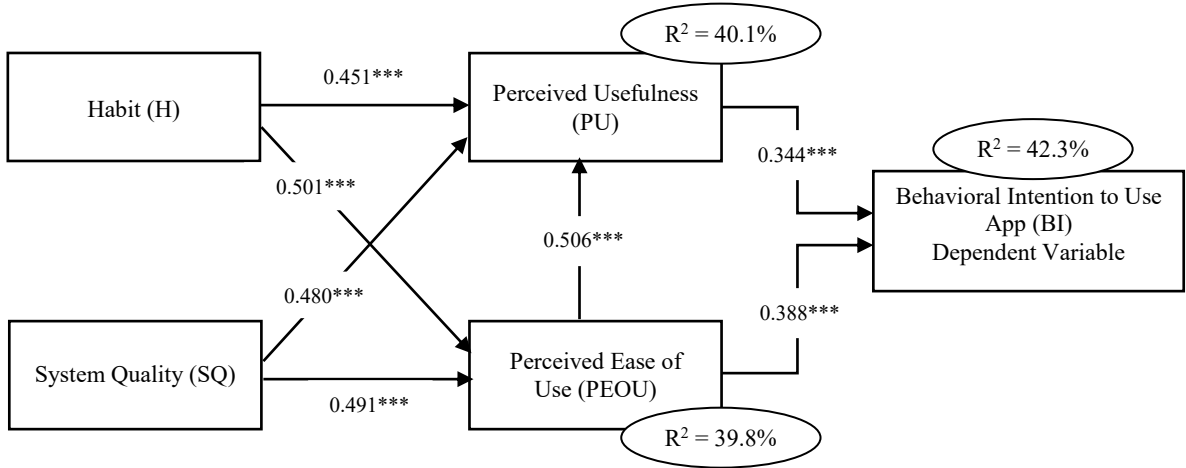 R² = 40.1%
0.451***
Habit (H)
Perceived Usefulness
(PU)
0.344***
R² = 42.3%
0.501***
Behavioral Intention to Use
App (BI)
Dependent Variable
0.506***
0.480***
0.388***
System Quality (SQ)
Perceived Ease of
Use (PEOU)
0.491***
R² = 39.8%